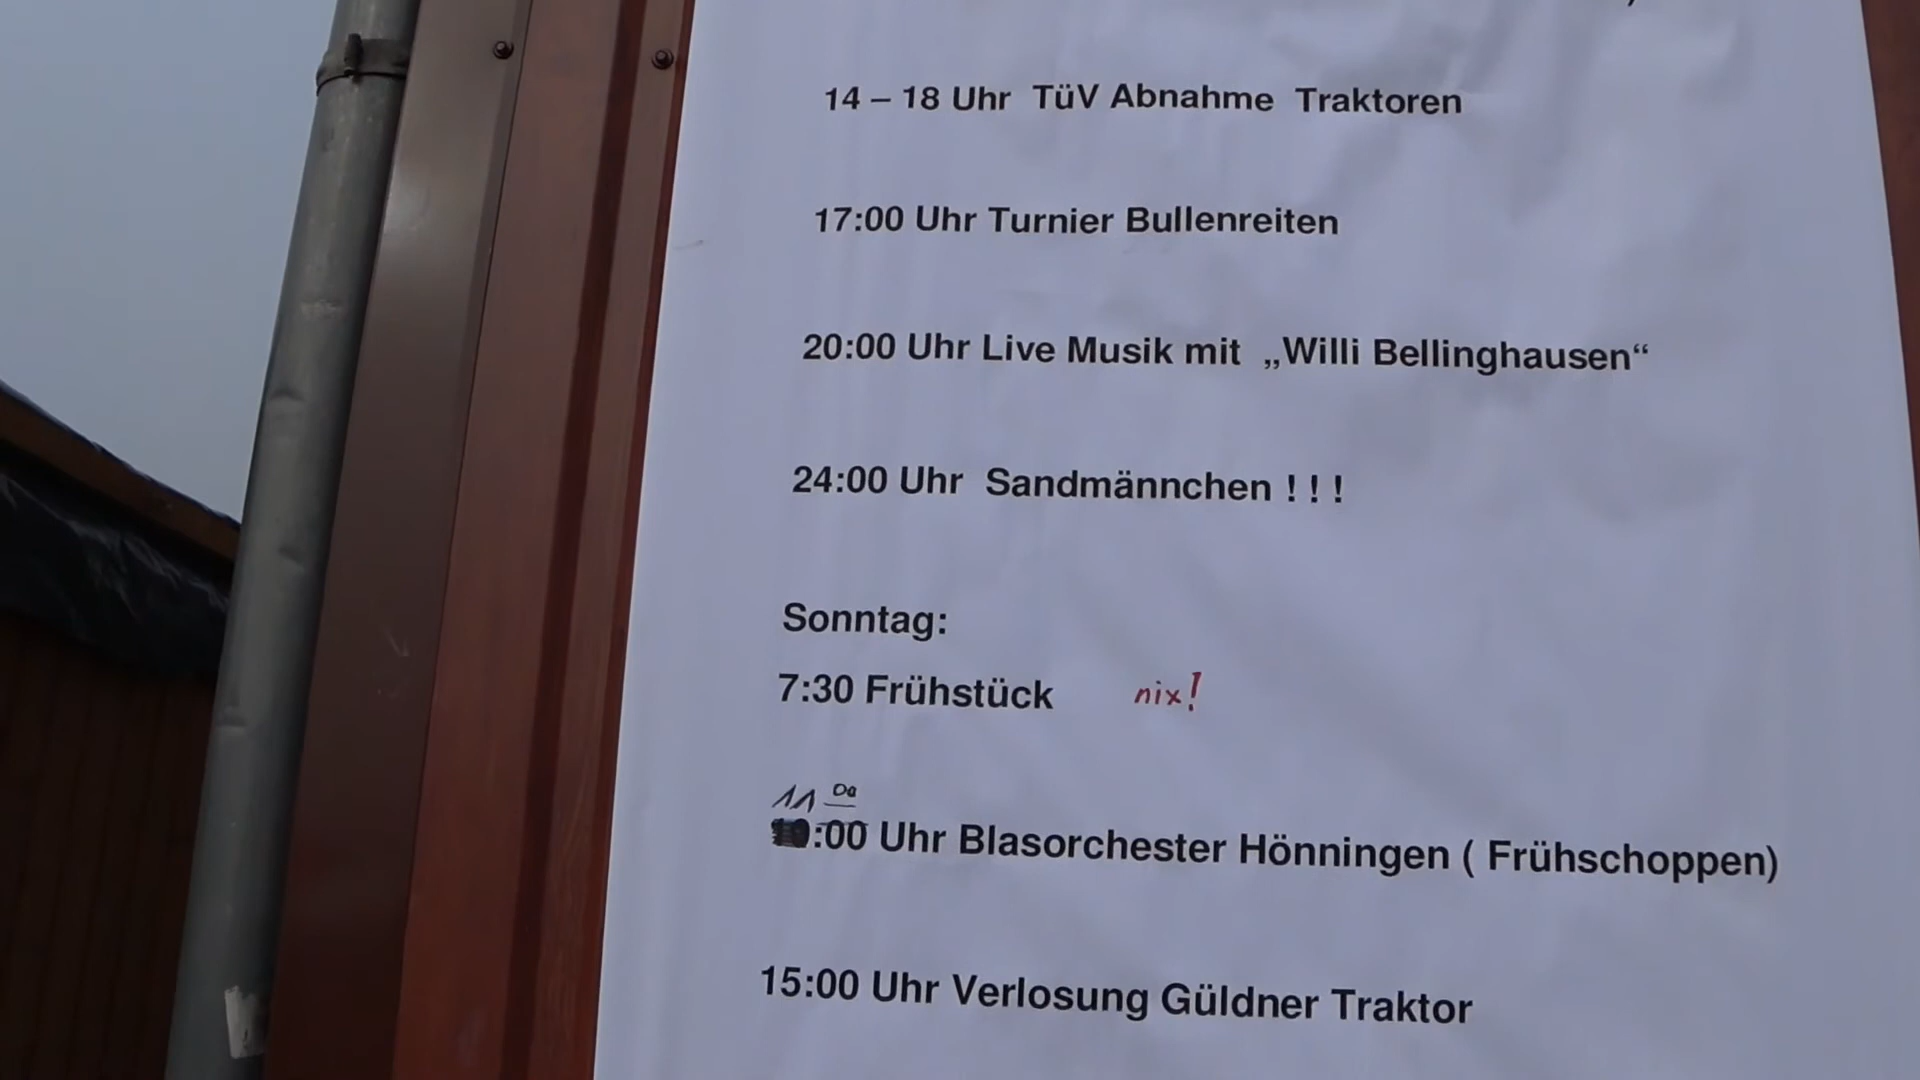 14 – 18 Uhr TüV Abnahme Traktoren
17:00 Uhr Turnier Bullenreiten
20:00 Uhr Live Musik mit „Willi Bellinghausen“
24:00 Uhr Sandmännchen ! ! !
Sonntag:
7:30 Frühstück nix!
11 00
:00 Uhr Blasorchester Hönningen ( Frühschoppen)
15:00 Uhr Verlosung Güldner Traktor